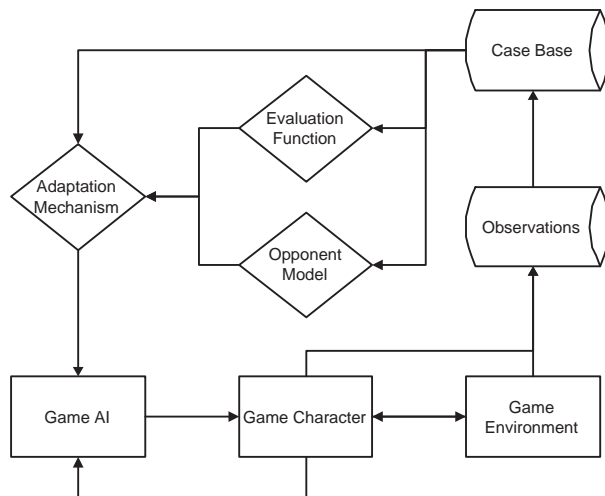 Case Base
Evaluation
Function
Adaptation
Mechanism
Observations
Opponent
Model
Game AI
Game Character
Game
Environment